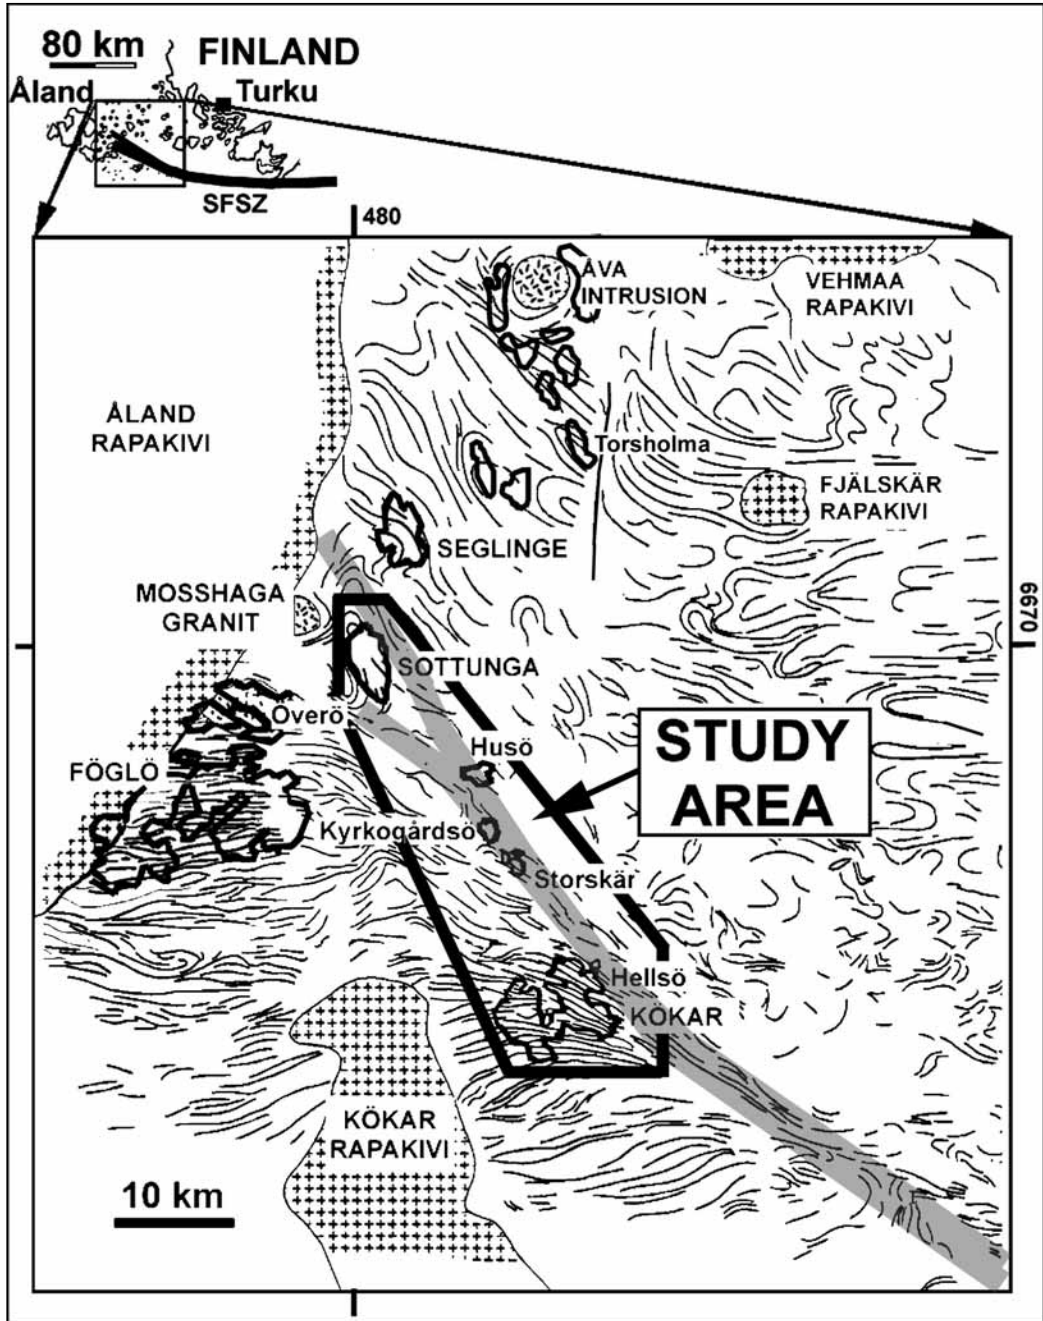 80 km
FINLAND
Åland
Turku
SFSZ
480
ÅVA
INTRUSION
VEHMAA
RAPAKIVI
ÅLAND
RAPAKIVI
Torsholma
FJÄLSKÄR
RAPAKIVI
SEGLINGE
MOSSHAGA
GRANIT
6670
SOTTUNGA
Överö
STUDY
AREA
Husö
FÖGLÖ
Kyrkogårdsö
Storskär
Hellsö
KÖKAR
KÖKAR
RAPAKIVI
10 km